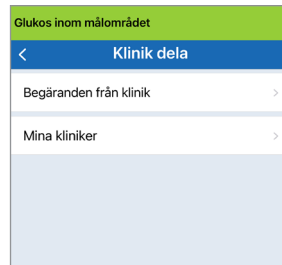 Glukos inom målområdet
Klinik dela
Begäranden från klinik
Mina kliniker